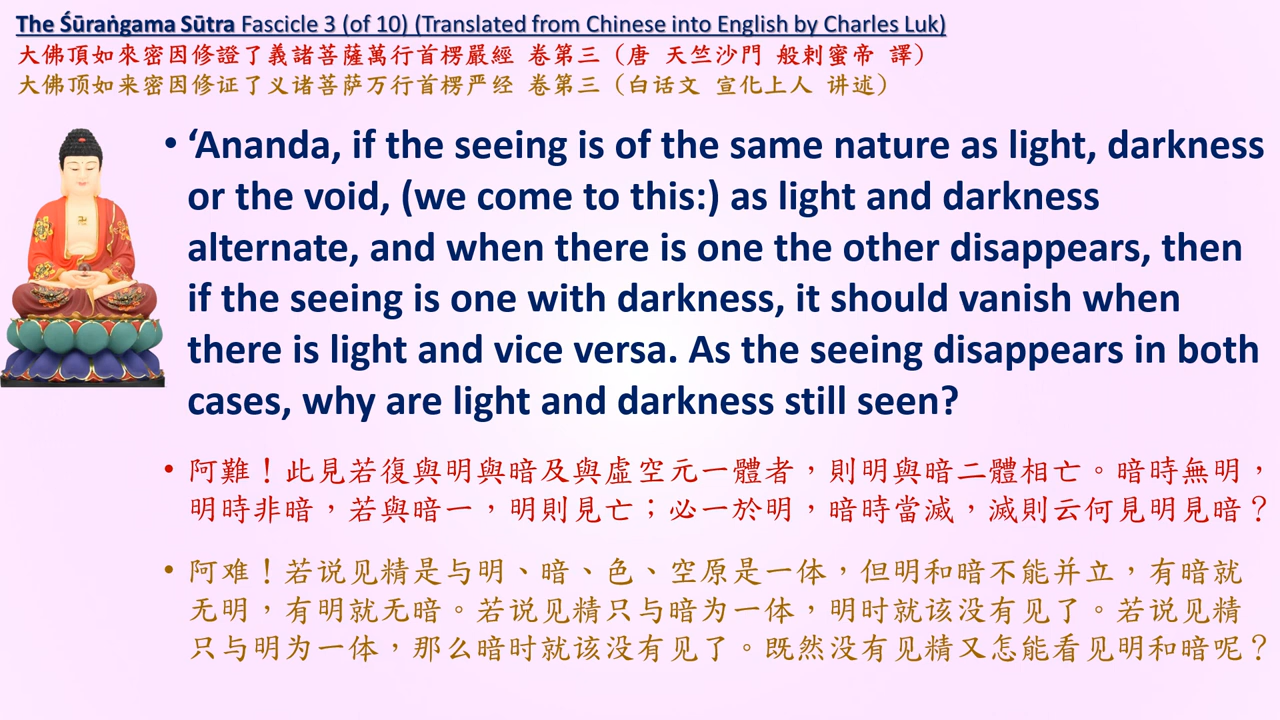 The Śūraṅgama Sūtra Fascicle 3 (of 10) (Translated from Chinese into English by Charles Luk)
大佛頂如來密因修證了義諸菩薩萬行首楞嚴經 卷第三（唐 天竺沙門 般剌蜜帝 譯）
大佛顶如来密因修证了义诸菩萨万行首楞严经 卷第三（白话文 宣化上人 讲述）
• ‘Ananda, if the seeing is of the same nature as light, darkness
or the void, (we come to this:) as light and darkness
alternate, and when there is one the other disappears, then
if the seeing is one with darkness, it should vanish when
there is light and vice versa. As the seeing disappears in both
cases, why are light and darkness still seen?
• 阿難！此見若復與明與暗及與虛空元一體者，則明與暗二體相亡。暗時無明，
明時非暗，若與暗一，明則見亡；必一於明，暗時當滅，滅則云何見明見暗？
• 阿难！若说见精是与明、暗、色、空原是一体，但明和暗不能并立，有暗就
无明，有明就无暗。若说见精只与暗为一体，明时就该没有见了。若说见精
只与明为一体，那么暗时就该没有见了。既然没有见精又怎能看见明和暗呢？